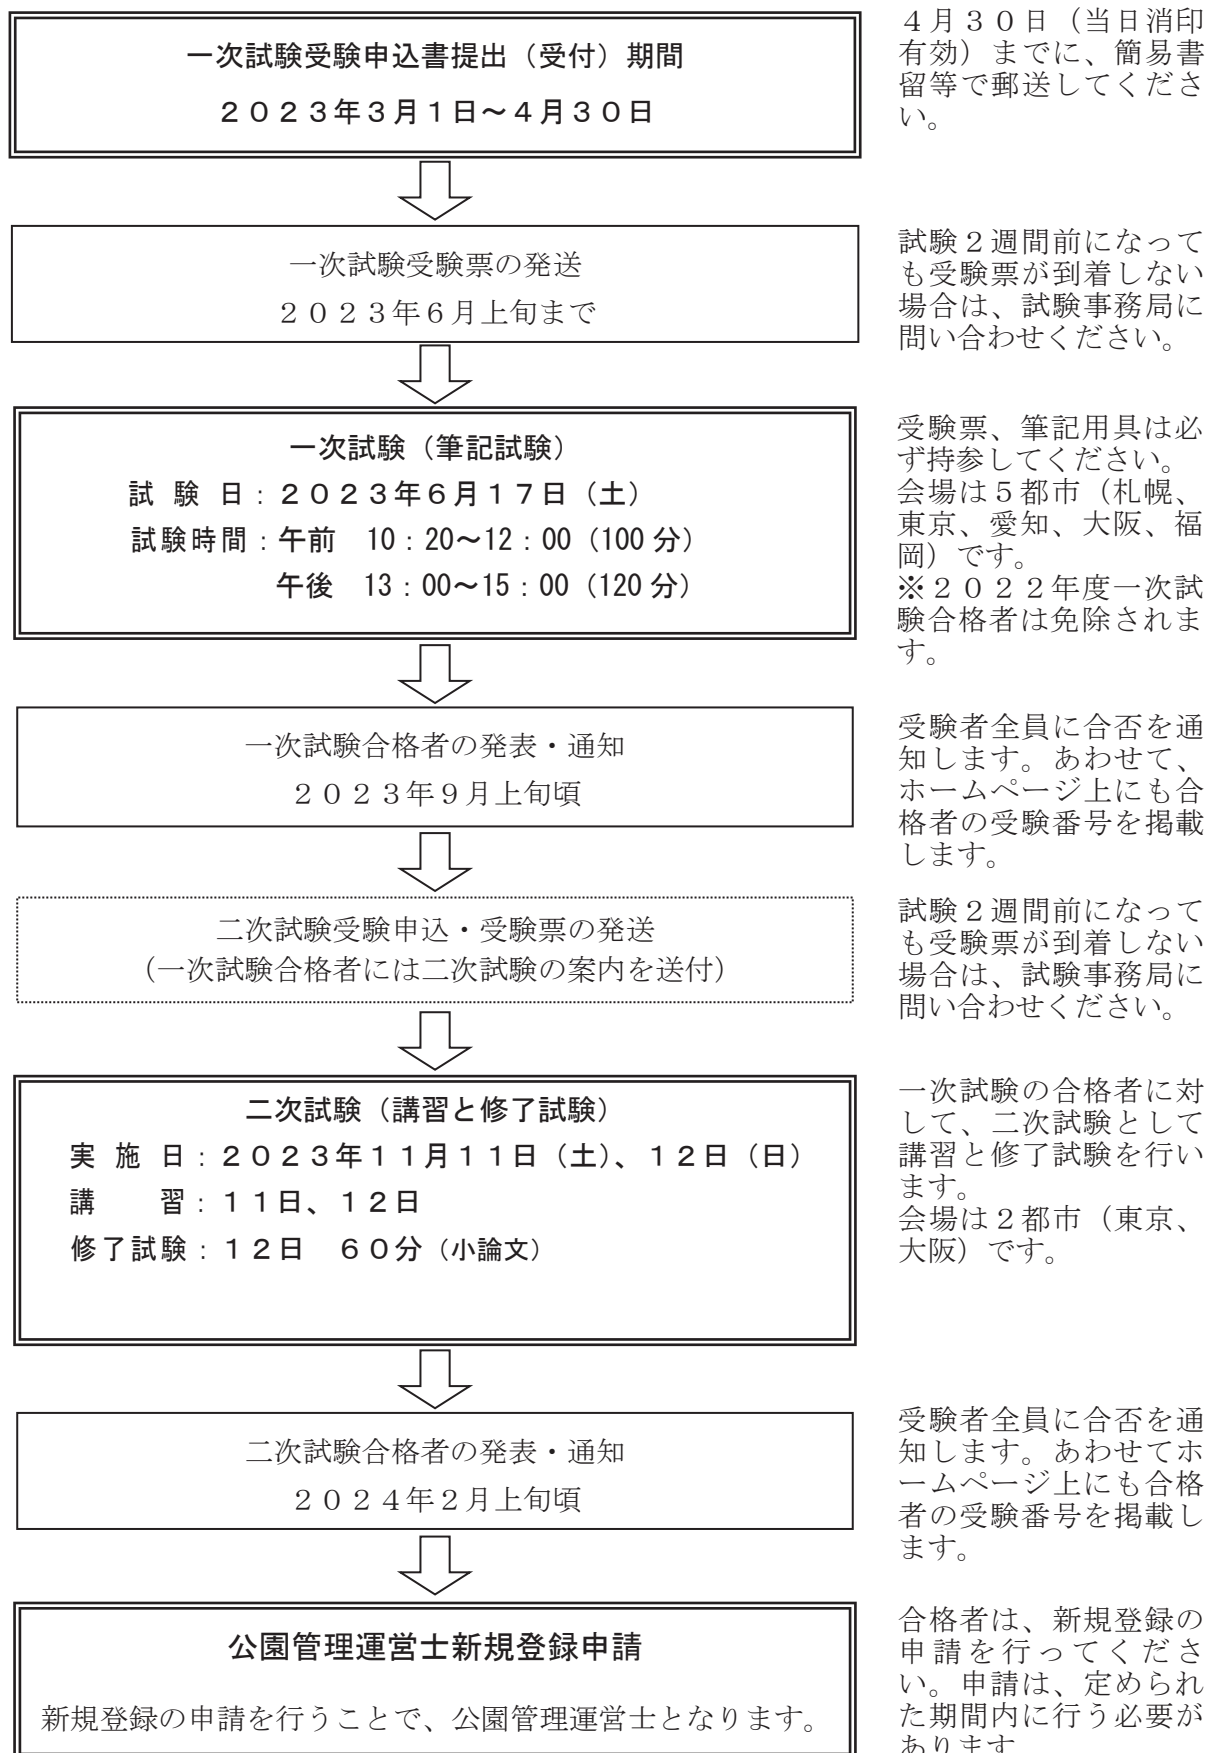 一次試験受験申込書提出（受付）期間
２０２３年３月１日～４月３０日
４月３０日（当日消印
有効）までに、簡易書
留等で郵送してくださ
い。
一次試験受験票の発送
２０２３年６月上旬まで
試験２週間前になって
も受験票が到着しない
場合は、試験事務局に
問い合わせください。
一次試験（筆記試験）
試 験 日：２０２３年６月１７日（土）
試験時間：午前　10：20～12：00（100 分）
午後　13：00～15：00（120 分）
受験票、筆記用具は必
ず持参してください。
会場は５都市（札幌、
東京、愛知、大阪、福
岡）です。
※２０２２年度一次試
験合格者は免除されま
す。
一次試験合格者の発表・通知
２０２３年９月上旬頃
受験者全員に合否を通
知します。あわせて、
ホームページ上にも合
格者の受験番号を掲載
します。
二次試験受験申込・受験票の発送
（一次試験合格者には二次試験の案内を送付）
試験２週間前になって
も受験票が到着しない
場合は、試験事務局に
問い合わせください。
二次試験（講習と修了試験）
実 施 日：２０２３年１１月１１日（土）、１２日（日）
講　　習：１１日、１２日
修了試験：１２日　６０分（小論文）
一次試験の合格者に対
して、二次試験として
講習と修了試験を行い
ます。
会場は２都市（東京、
大阪）です。
二次試験合格者の発表・通知
２０２４年２月上旬頃
受験者全員に合否を通
知します。あわせてホ
ームページ上にも合格
者の受験番号を掲載し
ます。
公園管理運営士新規登録申請
新規登録の申請を行うことで、公園管理運営士となります。
合格者は、新規登録の
申請を行ってくださ
い。申請は、定められ
た期間内に行う必要が
あります